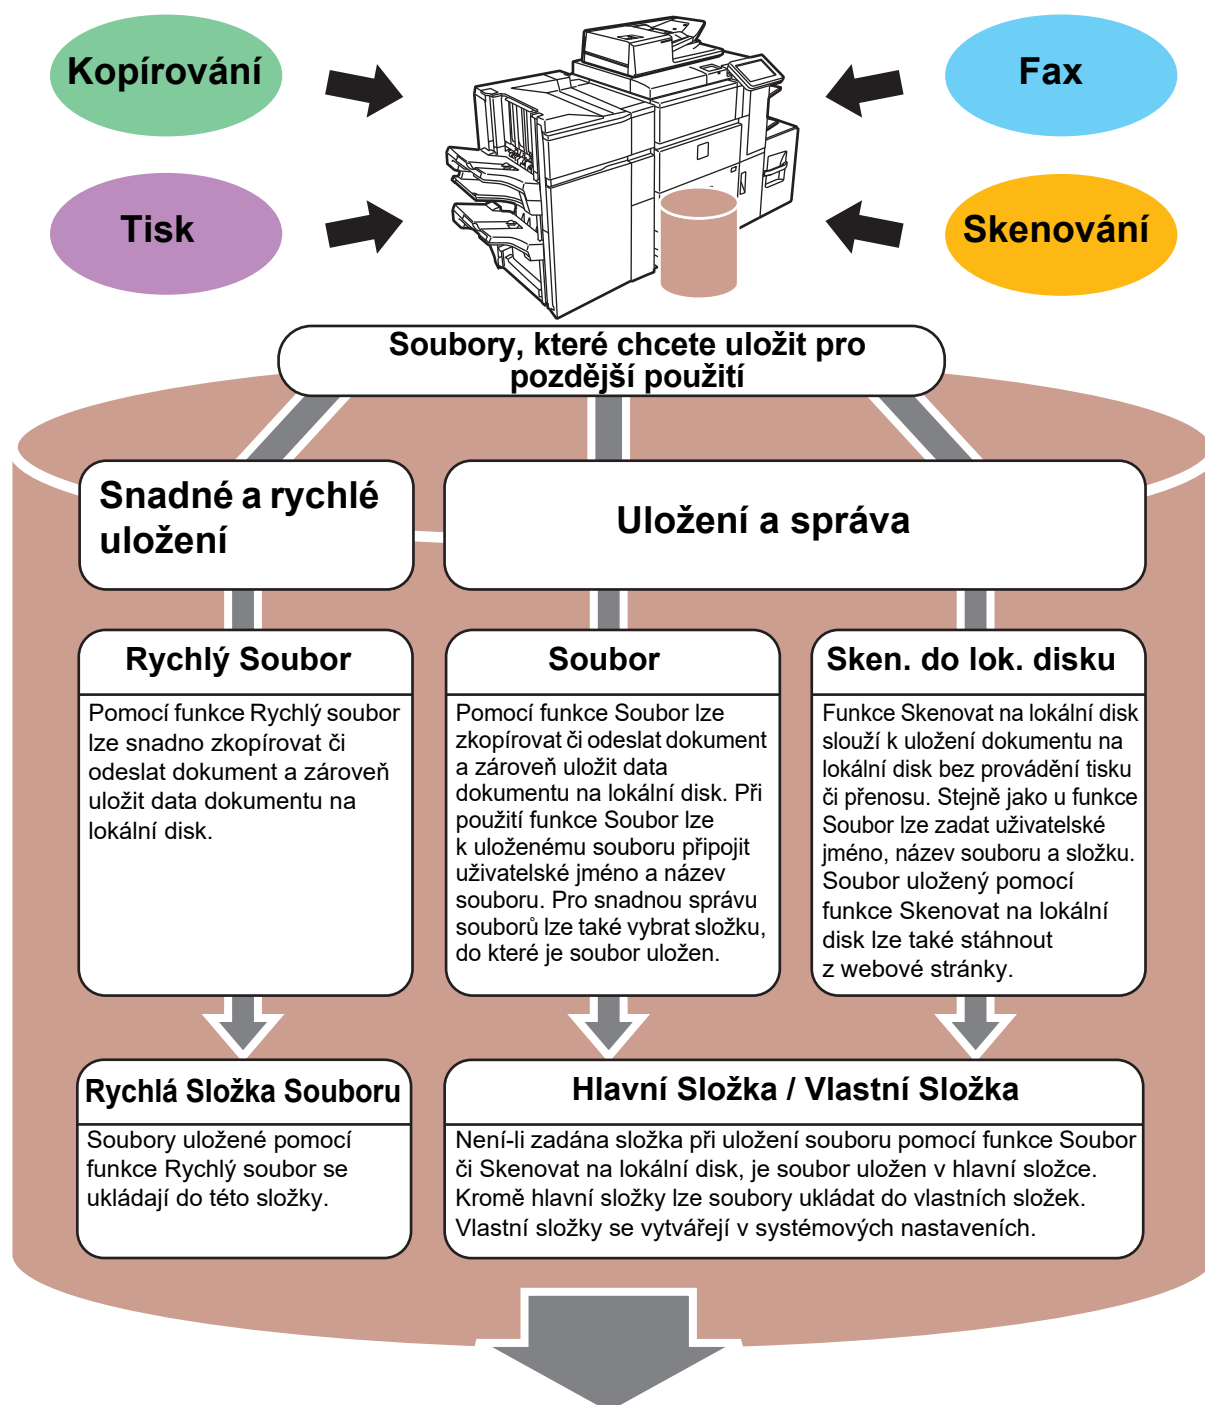 Kopírování
Fax
Tisk
Skenování
Soubory, které chcete uložit pro
pozdější použití
Snadné a rychlé
uložení
Uložení a správa
Rychlý Soubor
Pomocí funkce Rychlý soubor
lze snadno zkopírovat či
odeslat dokument a zároveň
uložit data dokumentu na
lokální disk.
Soubor
Pomocí funkce Soubor lze
zkopírovat či odeslat dokument
a zároveň uložit data
dokumentu na lokální disk. Při
použití funkce Soubor lze
k uloženému souboru připojit
uživatelské jméno a název
souboru. Pro snadnou správu
souborů lze také vybrat složku,
do které je soubor uložen.
Sken. do lok. disku
Funkce Skenovat na lokální disk
slouží k uložení dokumentu na
lokální disk bez provádění tisku
či přenosu. Stejně jako u funkce
Soubor lze zadat uživatelské
jméno, název souboru a složku.
Soubor uložený pomocí
funkce Skenovat na lokální
disk lze také stáhnout
z webové stránky.
Rychlá Složka Souboru
Soubory uložené pomocí
funkce Rychlý soubor se
ukládají do této složky.
Hlavní Složka / Vlastní Složka
Není-li zadána složka při uložení souboru pomocí funkce Soubor
či Skenovat na lokální disk, je soubor uložen v hlavní složce.
Kromě hlavní složky lze soubory ukládat do vlastních složek.
Vlastní složky se vytvářejí v systémových nastaveních.